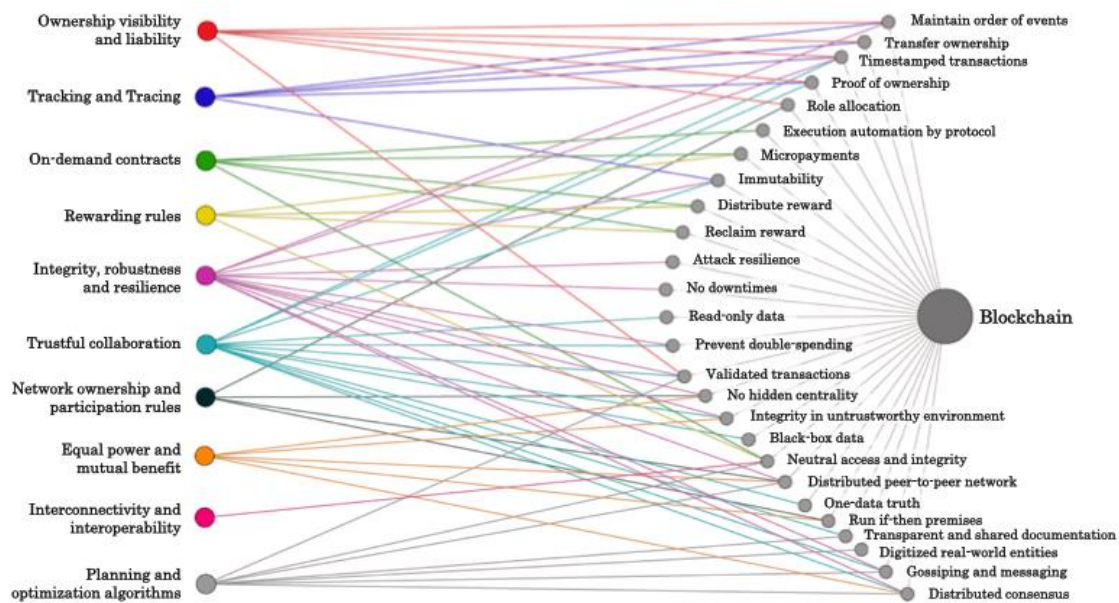 Ownership visibility
and liability
Tracking and Tracing
On-demand contracts
Rewarding rules
Integrity, robustness
and resilience
Trustful collaboration
Network ownership and
participation rules
Equal power and
mutual benefit
Interconnectivity and
interoperability
Planning and
optimization algorithms
Maintain order of events
Transfer ownership
Timestamped transactions
Proof of ownership
Role allocation
Execution automation by protocol
Micropayments
Immutability
Distribute reward
Reclaim reward
Attack resilience
No downtimes
Read-only data
Prevent double-spending
Validated transactions
No hidden centrality
Integrity in untrustworthy environment
Black-box data
Neutral access and integrity
Distributed peer-to-peer network
One-data truth
Run if-then premises
Transparent and shared documentation
Digitized real-world entities
Gossiping and messaging
Distributed consensus
Blockchain